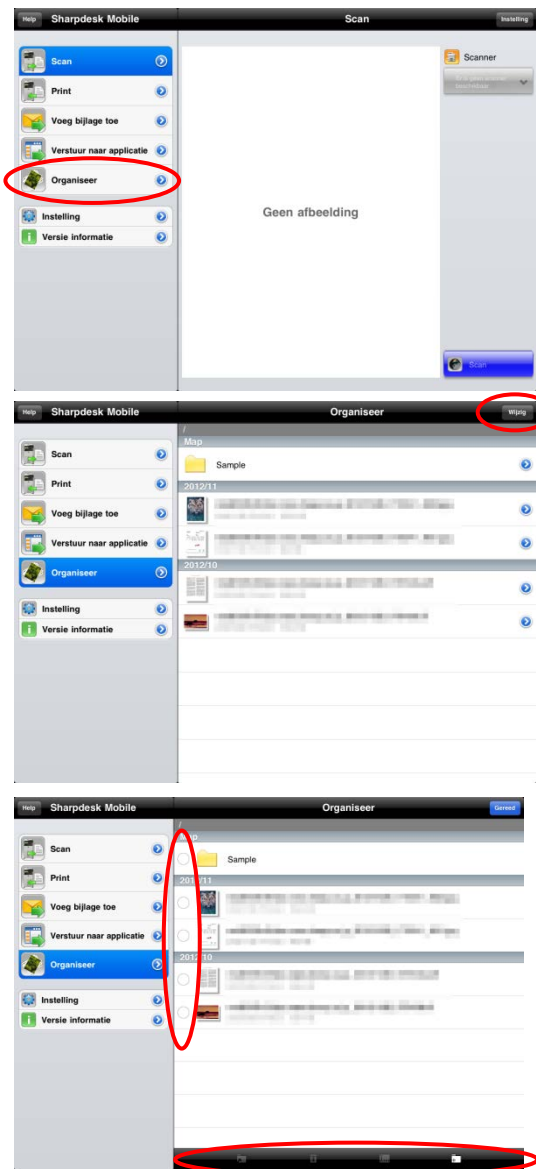 Help Sharpdesk Mobile Scan Instelling
Scan
Scanner
Print
Voeg bijlage toe
Verstuur naar applicatie
Organiseer
Geen afbeelding
Instelling
Versie informatie
Scan
Help Sharpdesk Mobile Organiseer Wijzig
/
Map
Scan
Sample
Print
2012/11
Voeg bijlage toe
Verstuur naar applicatie
2012/10
Organiseer
Instelling
Versie informatie
Help Sharpdesk Mobile Organiseer Gereed
/
Scan
Sample
Print
Voeg bijlage toe
Verstuur naar applicatie
Organiseer
Instelling
Versie informatie